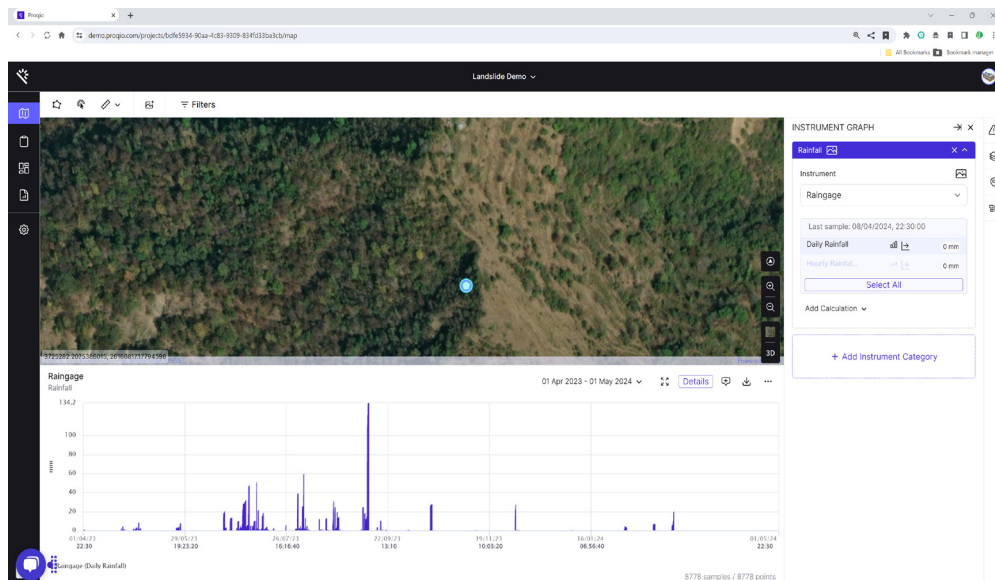 Proqio
demo.proqio.com/projects/bdfe5934-90aa-4c83-9309-834fd33ba3cb/map
All Bookmarks Bookmark manager
Landslide Demo
Filters
INSTRUMENT GRAPH
Rainfall
Instrument
Raingage
Last sample: 08/04/2024, 22:30:00
Daily Rainfall 0 mm
Hourly Rainfal... 0 mm
Select All
Add Calculation
+ Add Instrument Category
3D
Raingage
Rainfall
01 Apr 2023 - 01 May 2024
Details
134.2
100
80
60
40
20
0
mm
01/04/23 29/05/23 26/07/23 22/09/23 19/11/23 16/01/24 01/05/24
22:30 19:23:20 16:16:40 13:10 10:03:20 06:56:40 22:30
Raingage (Daily Rainfall)
8778 samples / 8778 points